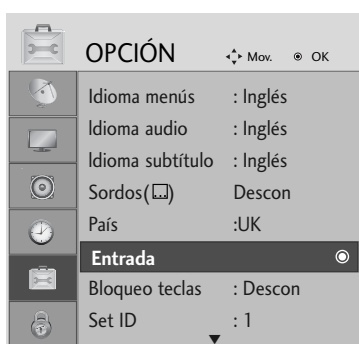 OPCIÓN Mov. OK
Idioma menús : Inglés
Idioma audio : Inglés
Idioma subtítulo : Inglés
Sordos( ) Descon
País :UK
Entrada
Bloqueo teclas : Descon
Set ID : 1